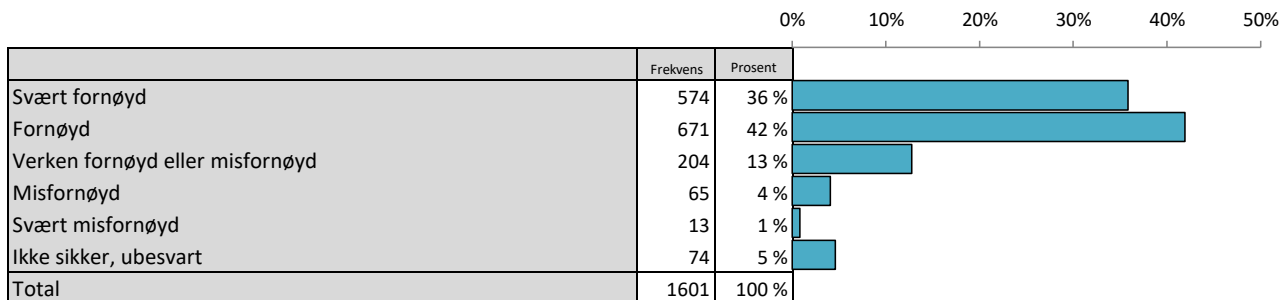 0% 10% 20% 30% 40% 50%
Frekvens Prosent
Svært fornøyd 574 36 %
Fornøyd 671 42 %
Verken fornøyd eller misfornøyd 204 13 %
Misfornøyd 65 4 %
Svært misfornøyd 13 1 %
Ikke sikker, ubesvart 74 5 %
Total 1601 100 %